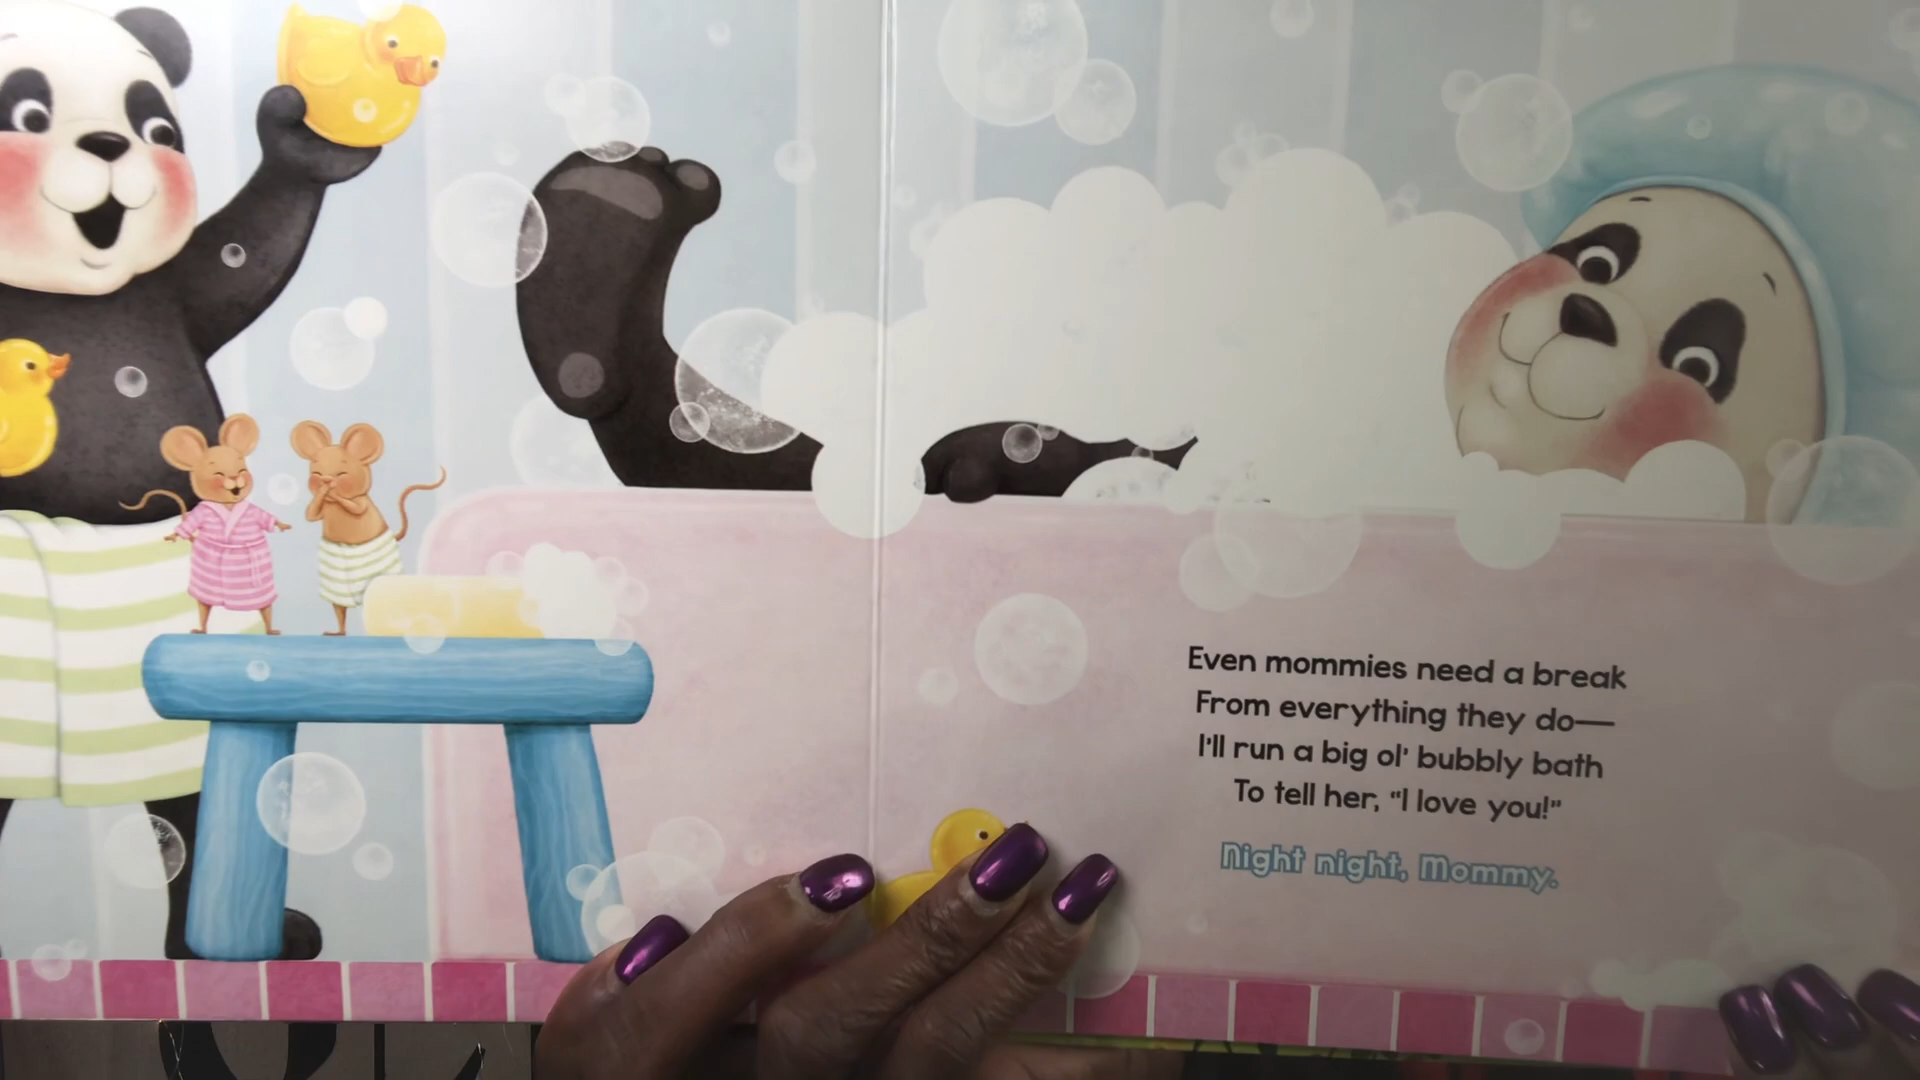 Even mommies need a break
From everything they do—
I'll run a big ol' bubbly bath
To tell her, "I love you!"
Night night, Mommy.